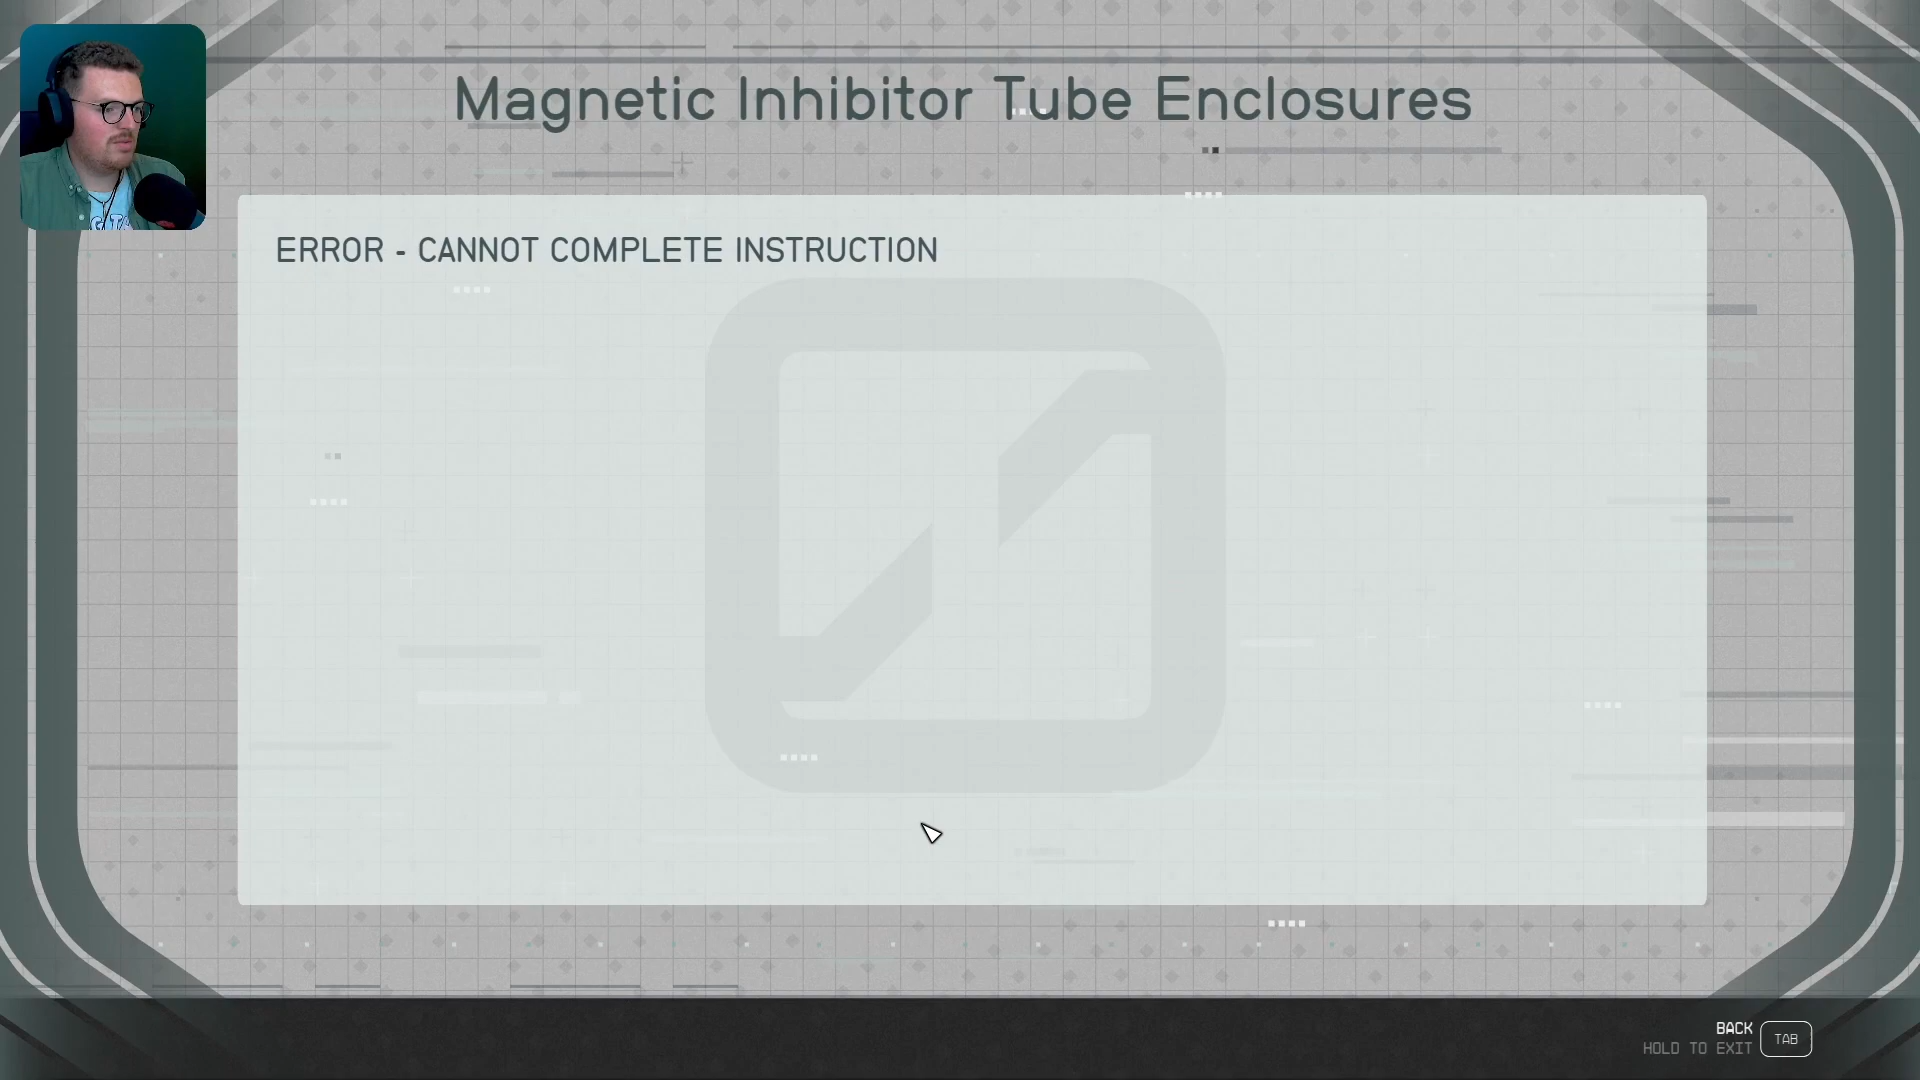 Magnetic Inhibitor Tube Enclosures
ERROR - CANNOT COMPLETE INSTRUCTION
BACK
HOLD TO EXIT
TAB